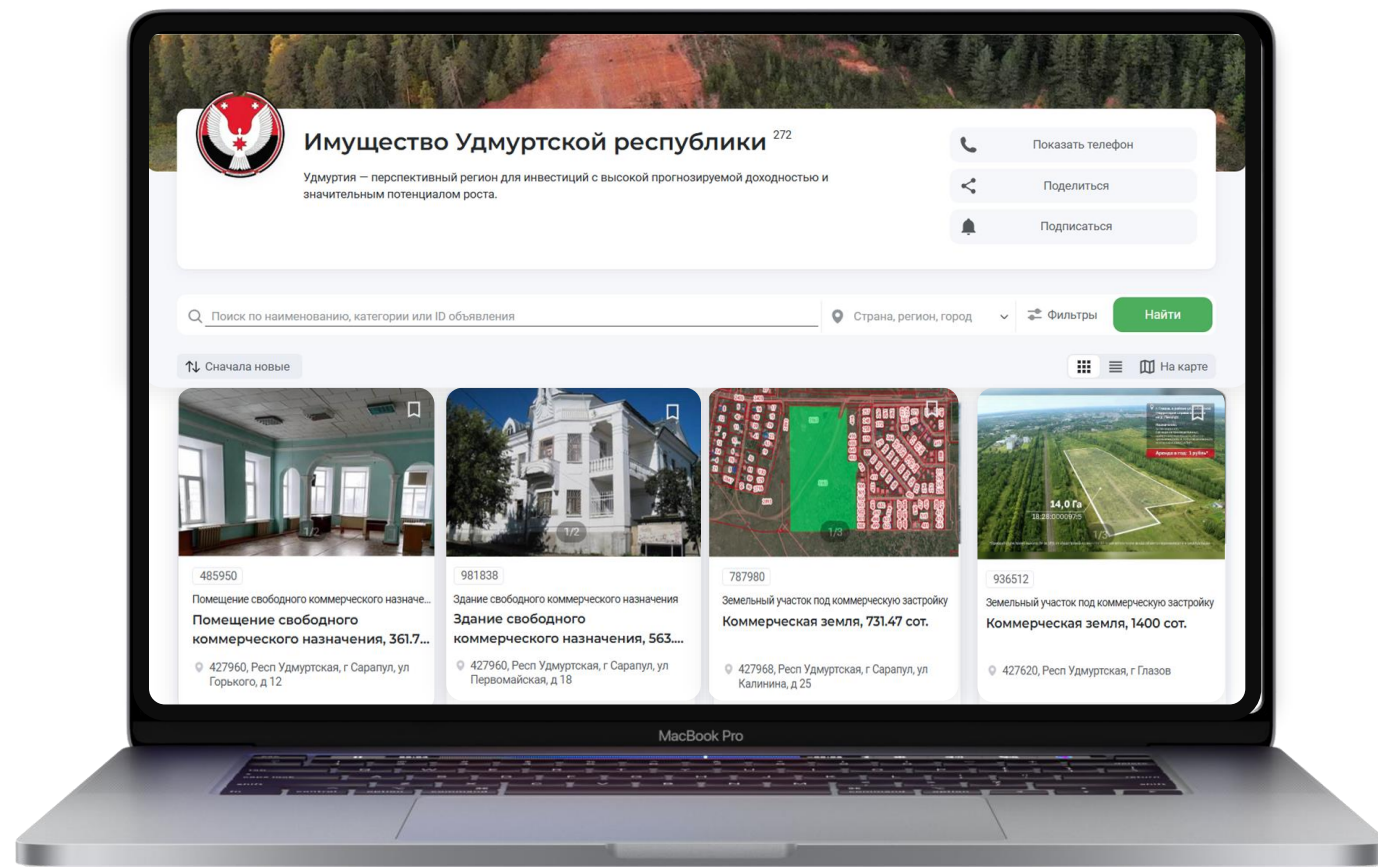 Имущество Удмуртской республики 272
Удмуртия — перспективный регион для инвестиций с высокой прогнозируемой доходностью и
значительным потенциалом роста.
Показать телефон
Поделиться
Подписаться
Поиск по наименованию, категории или ID объявления
Страна, регион, город
Фильтры
Найти
Сначала новые
На карте
1/2
485950
Помещение свободного коммерческого назначе...
Помещение свободного
коммерческого назначения, 361.7...
427960, Респ Удмуртская, г Сарапул, ул
Горького, д 12
1/2
981838
Здание свободного коммерческого назначения
Здание свободного
коммерческого назначения, 563....
427960, Респ Удмуртская, г Сарапул, ул
Первомайская, д 18
1/3
787980
Земельный участок под коммерческую застройку
Коммерческая земля, 731.47 сот.
427968, Респ Удмуртская, г Сарапул, ул
Калинина, д 25
Аренда в год: 1 рубль*
14,0 Га
1/3
936512
Земельный участок под коммерческую застройку
Коммерческая земля, 1400 сот.
427620, Респ Удмуртская, г Глазов
MacBook Pro